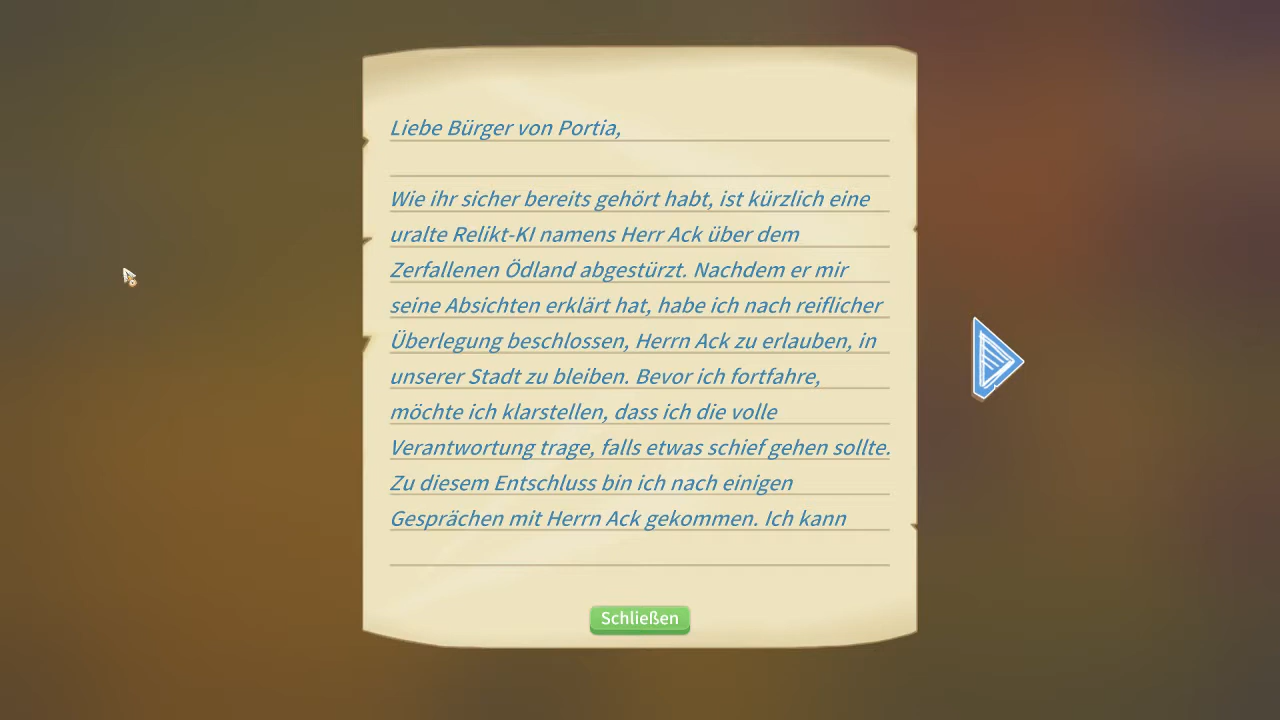 Liebe Bürger von Portia,
Wie ihr sicher bereits gehört habt, ist kürzlich eine
uralte Relikt-KI namens Herr Ack über dem
Zerfallenen Ödland abgestürzt. Nachdem er mir
seine Absichten erklärt hat, habe ich nach reiflicher
Überlegung beschlossen, Herrn Ack zu erlauben, in
unserer Stadt zu bleiben. Bevor ich fortfahre,
möchte ich klarstellen, dass ich die volle
Verantwortung trage, falls etwas schief gehen sollte.
Zu diesem Entschluss bin ich nach einigen
Gesprächen mit Herrn Ack gekommen. Ich kann
Schließen